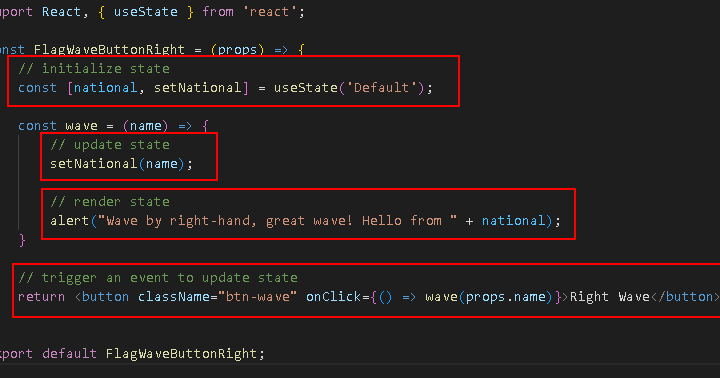 mport React, { useState } from 'react';
onst FlagWaveButtonRight = (props) => {
// initialize state
const [national, setNational] = useState('Default');
const wave = (name) => {
// update state
setNational(name);
// render state
alert("Wave by right-hand, great wave! Hello from " + national);
}
// trigger an event to update state
return <button className="btn-wave" onClick={() => wave(props.name)}>Right Wave</button>
xport default FlagWaveButtonRight;